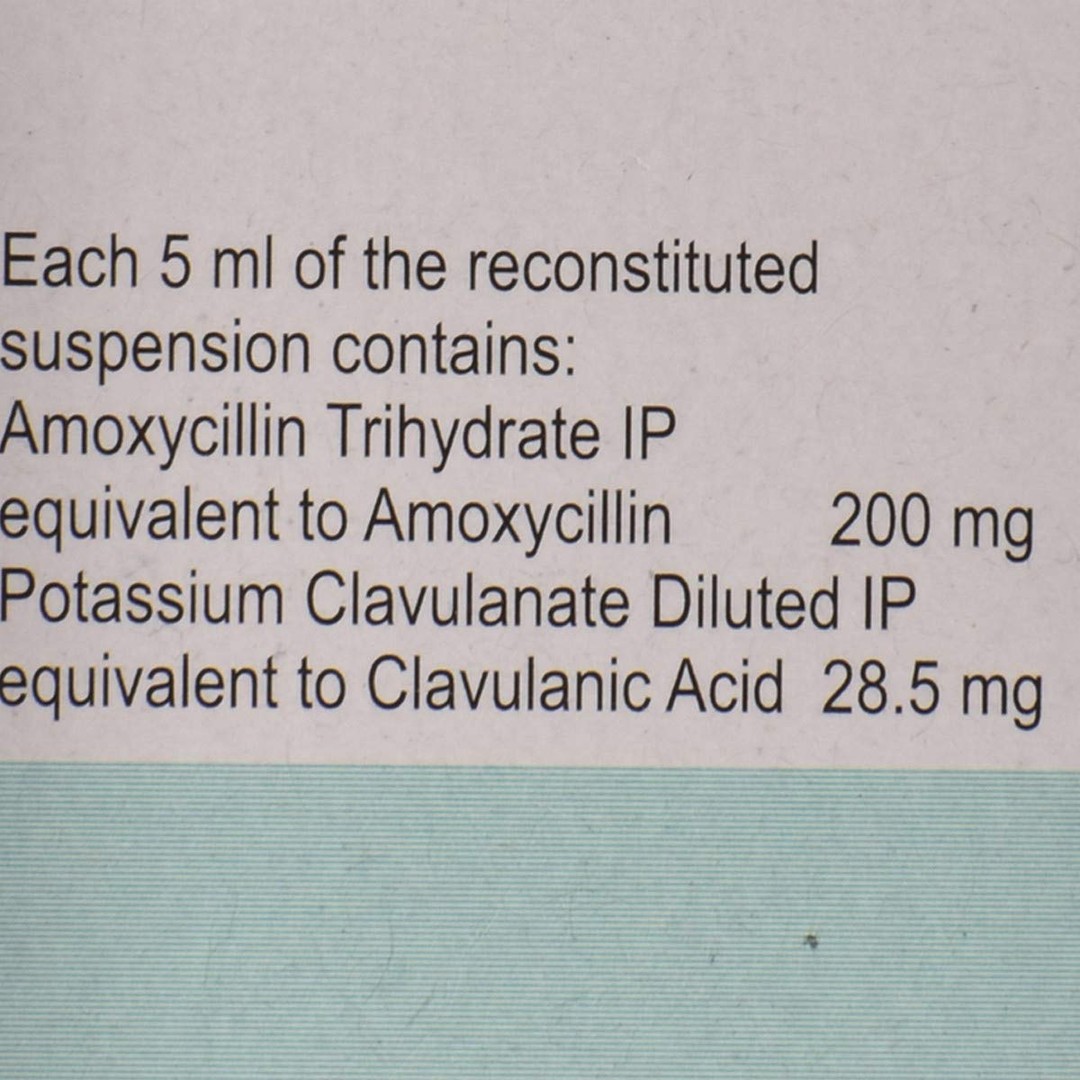 Each 5 ml of the reconstituted
suspension contains:
Amoxycillin Trihydrate IP
equivalent to Amoxycillin 200 mg
Potassium Clavulanate Diluted IP
equivalent to Clavulanic Acid 28.5 mg